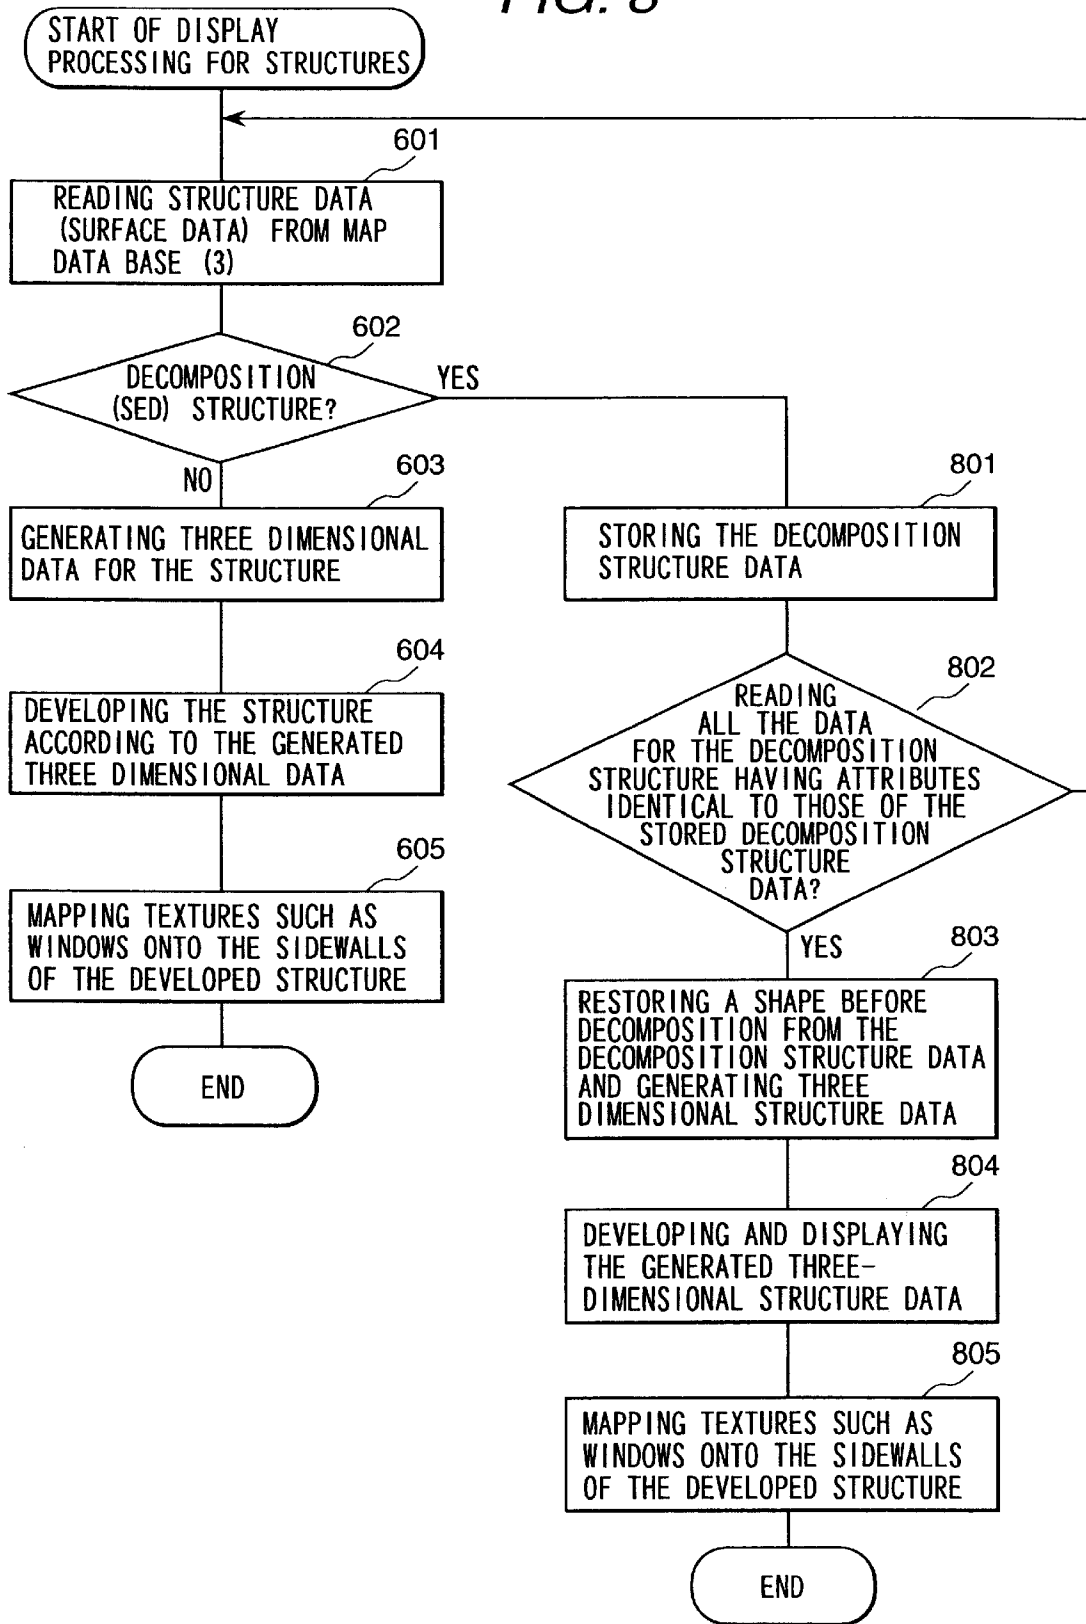 FIG. 8
START OF DISPLAY
PROCESSING FOR STRUCTURES
601
READING STRUCTURE DATA
(SURFACE DATA) FROM MAP
DATA BASE (3)
602
DECOMPOSITION
(SED) STRUCTURE?
YES
NO
603
GENERATING THREE DIMENSIONAL
DATA FOR THE STRUCTURE
604
DEVELOPING THE STRUCTURE
ACCORDING TO THE GENERATED
THREE DIMENSIONAL DATA
605
MAPPING TEXTURES SUCH AS
WINDOWS ONTO THE SIDEWALLS
OF THE DEVELOPED STRUCTURE
END
801
STORING THE DECOMPOSITION
STRUCTURE DATA
802
READING
ALL THE DATA
FOR THE DECOMPOSITION
STRUCTURE HAVING ATTRIBUTES
IDENTICAL TO THOSE OF THE
STORED DECOMPOSITION
STRUCTURE
DATA?
YES
803
RESTORING A SHAPE BEFORE
DECOMPOSITION FROM THE
DECOMPOSITION STRUCTURE DATA
AND GENERATING THREE
DIMENSIONAL STRUCTURE DATA
804
DEVELOPING AND DISPLAYING
THE GENERATED THREE-
DIMENSIONAL STRUCTURE DATA
805
MAPPING TEXTURES SUCH AS
WINDOWS ONTO THE SIDEWALLS
OF THE DEVELOPED STRUCTURE
END